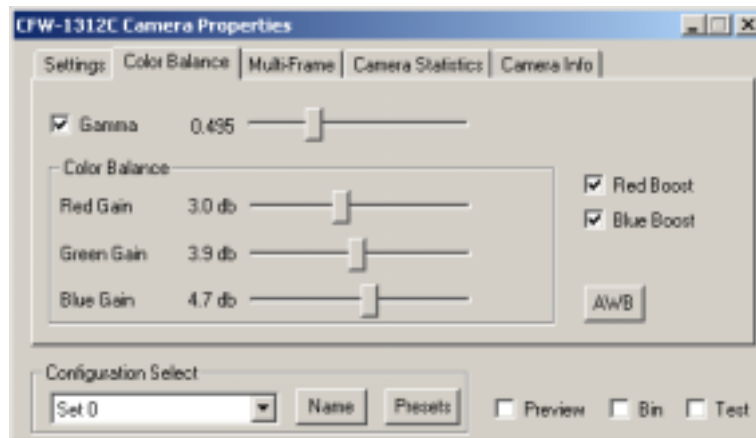 CFW-1312C Camera Properties
Settings Color Balance Multi-Frame Camera Statistics Camera Info
Gamma 0.495
Color Balance
Red Gain 3.0 db
Green Gain 3.9 db
Blue Gain 4.7 db
Red Boost
Blue Boost
AWB
Configuration Select
Set 0 Name Presets Preview Bin Test